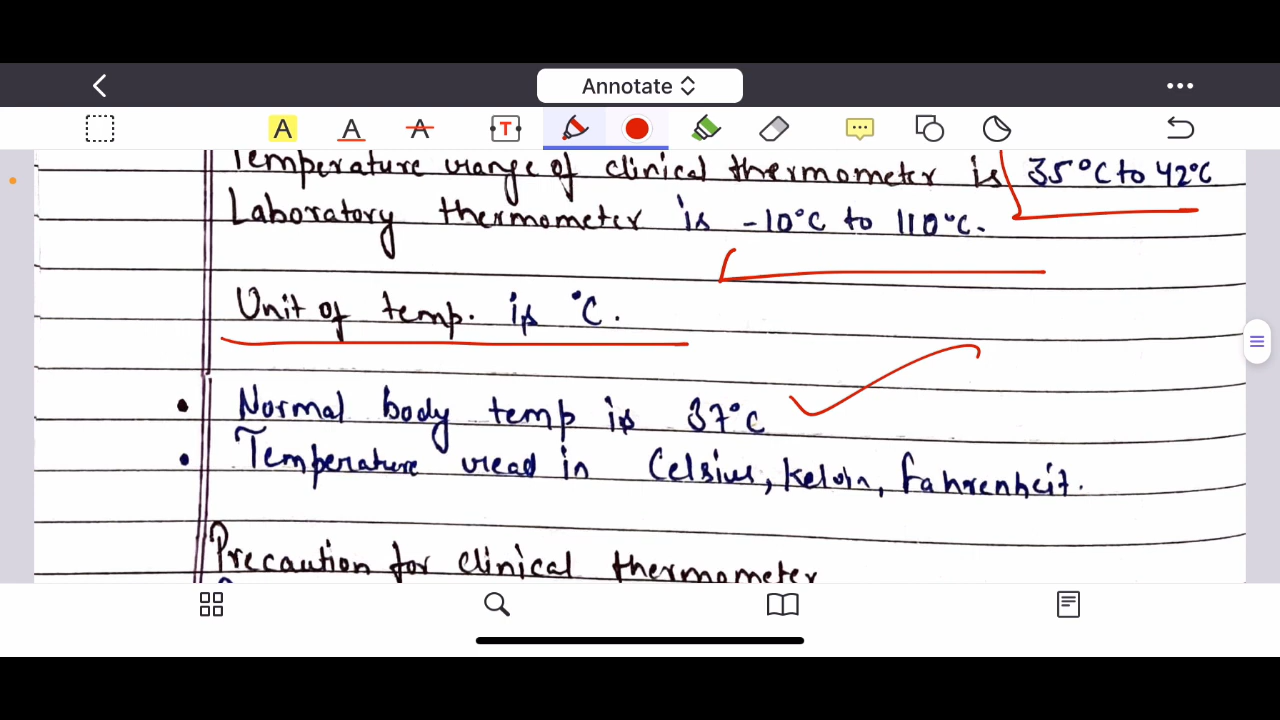 Annotate
A A A T
Temperature range of clinical thermometer is 35°C to 42°C
Laboratory thermometer is -10°C to 110°C.
Unit of temp. is °C.
• Normal body temp is 37°C
• Temperature read in Celsius, Kelvin, Fahrenheit.
Precaution for clinical thermometer